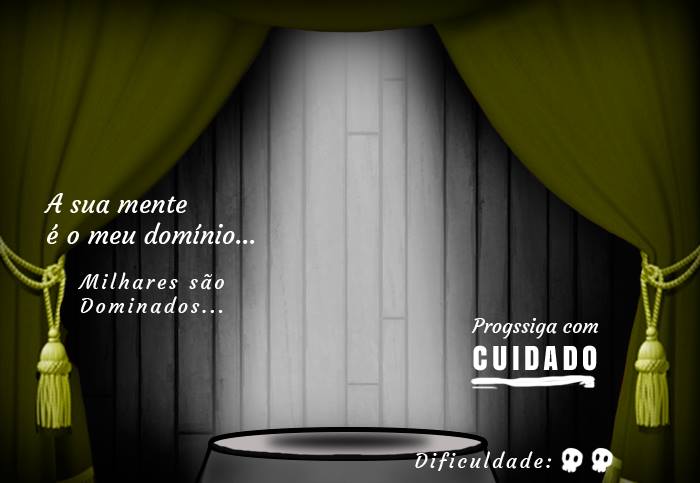 A sua mente
é o meu domínio...
Milhares são
Dominados...
Progssiga com
CUIDADO
Dificuldade: